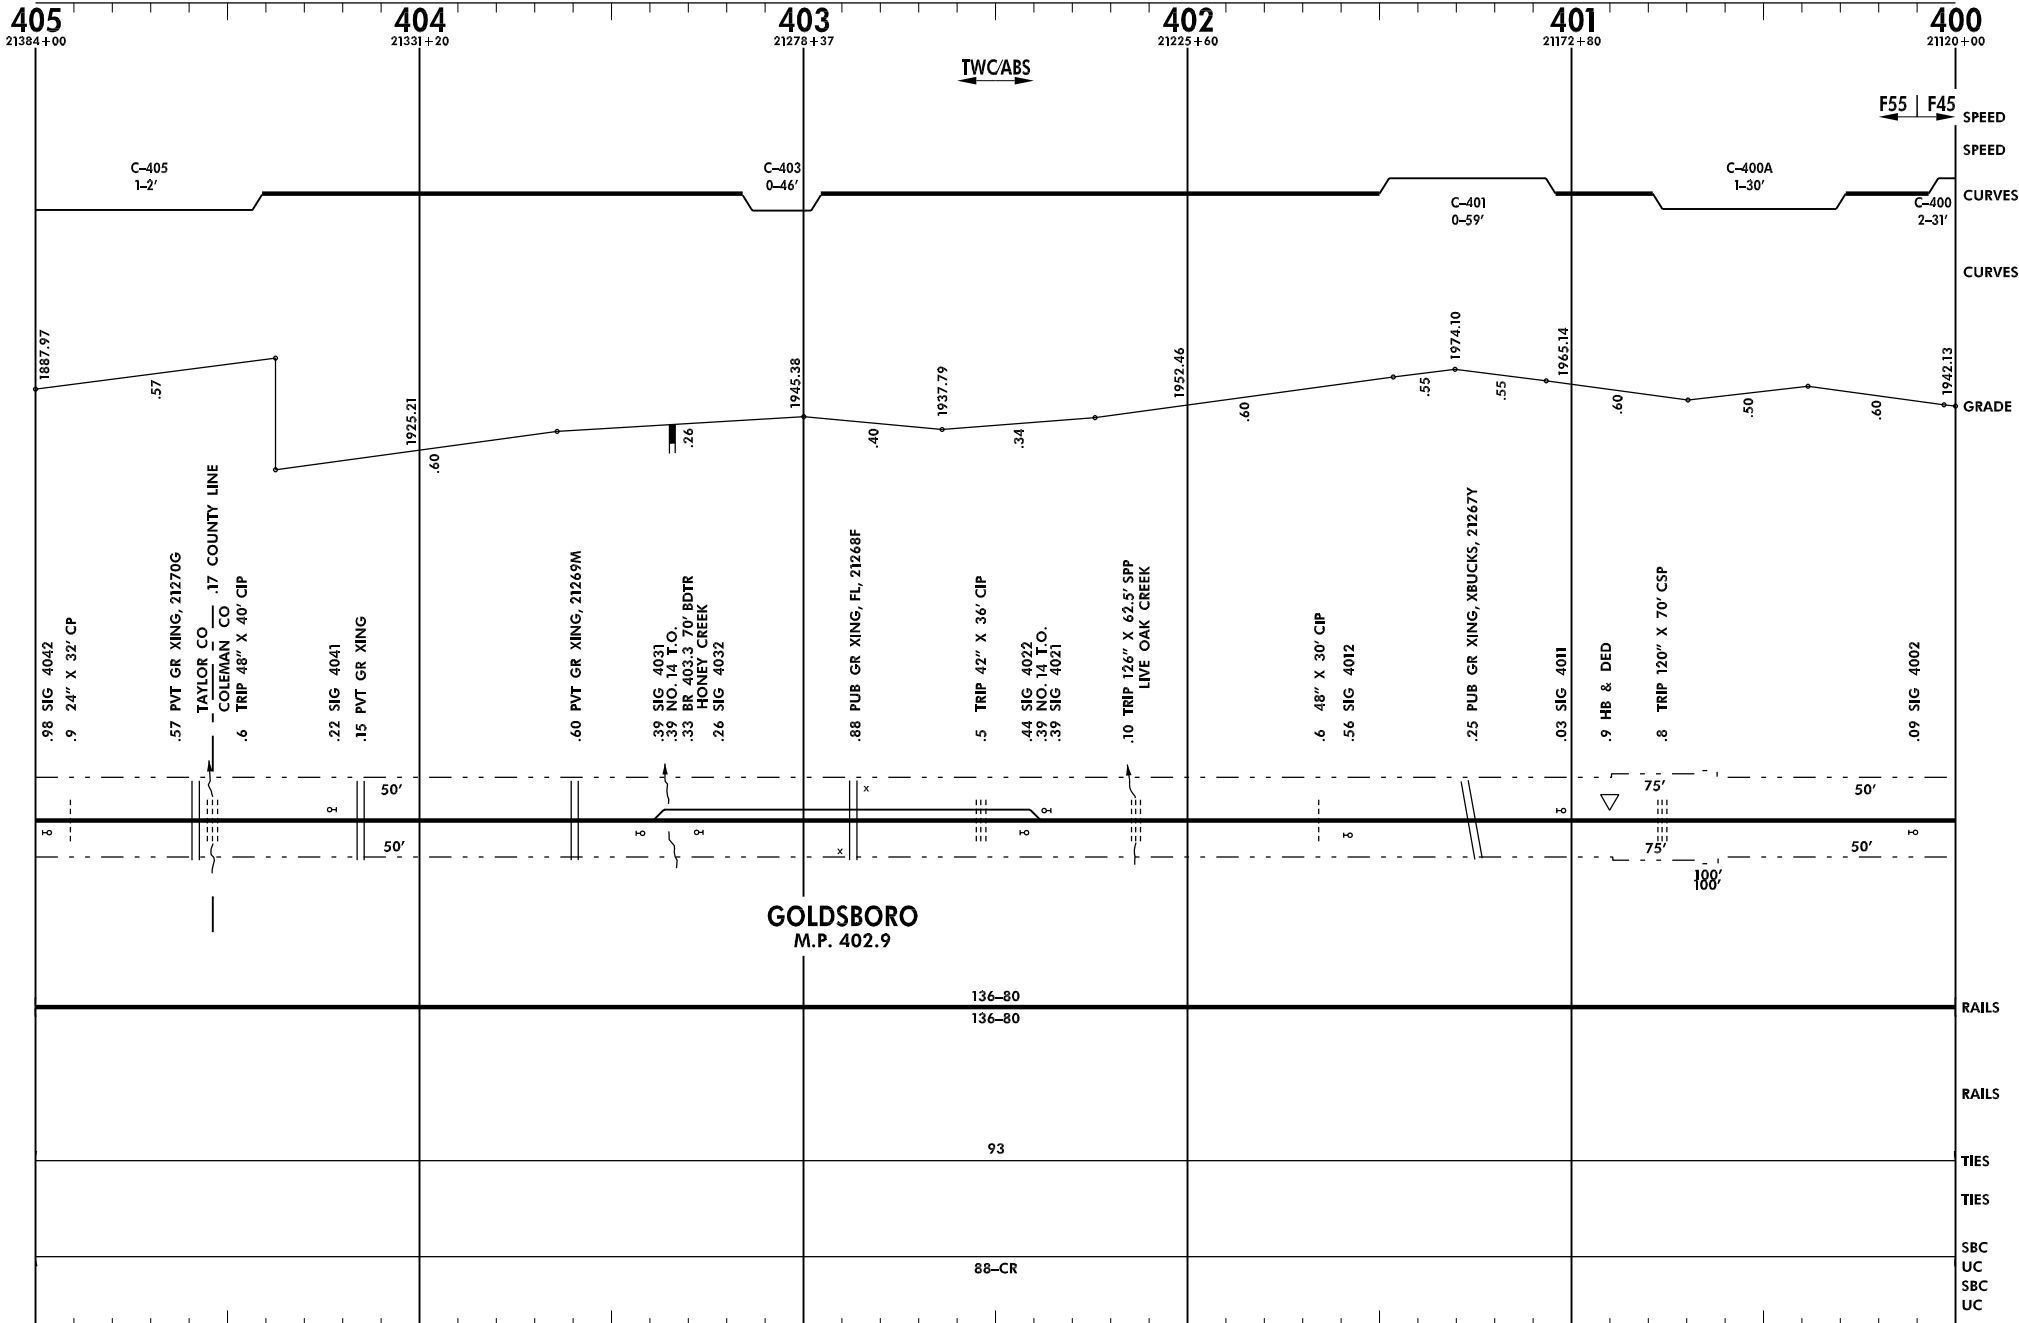 405 404 403 402 401 400
21384+00 21331+20 21278+37 21225+60 21172+80 21120+00
TWC/ABS
F55 F45
SPEED
SPEED
C–405
1–2′
C–403
0–46′
C–401
0–59′
C–400A
1–30′
C–400
2–31′
CURVES
CURVES
1887.97
.57
1925.21
.60
.26
1945.38
.40
1937.79
.34
1952.46
.60
.55
1974.10
.55
1965.14
.60
.50
.60
1942.13
GRADE
.98 SIG 4042
.9 24″ X 32′ CP
.57 PVT GR XING, 21270G
TAYLOR CO
.17 COUNTY LINE
COLEMAN CO
.6 TRIP 48″ X 40′ CIP
.22 SIG 4041
.15 PVT GR XING
.60 PVT GR XING, 21269M
.39 SIG 4031
.39 NO. 14 T.O.
.33 BR 403.3 70′ BDTR
HONEY CREEK
.26 SIG 4032
.88 PUB GR XING, FL, 21268F
.5 TRIP 42″ X 36′ CIP
.44 SIG 4022
.39 NO. 14 T.O.
.39 SIG 4021
.10 TRIP 126″ X 62.5′ SPP
LIVE OAK CREEK
.6 48″ X 30′ CIP
.56 SIG 4012
.25 PUB GR XING, XBUCKS, 21267Y
.03 SIG 4011
.9 HB & DED
.8 TRIP 120″ X 70′ CSP
.09 SIG 4002
50′ x 75′ 50′
50′ x 75′ 50′
100′
100′
GOLDSBORO
M.P. 402.9
136–80
RAILS
136–80
RAILS
93
TIES
TIES
SBC
88–CR
UC
SBC
UC